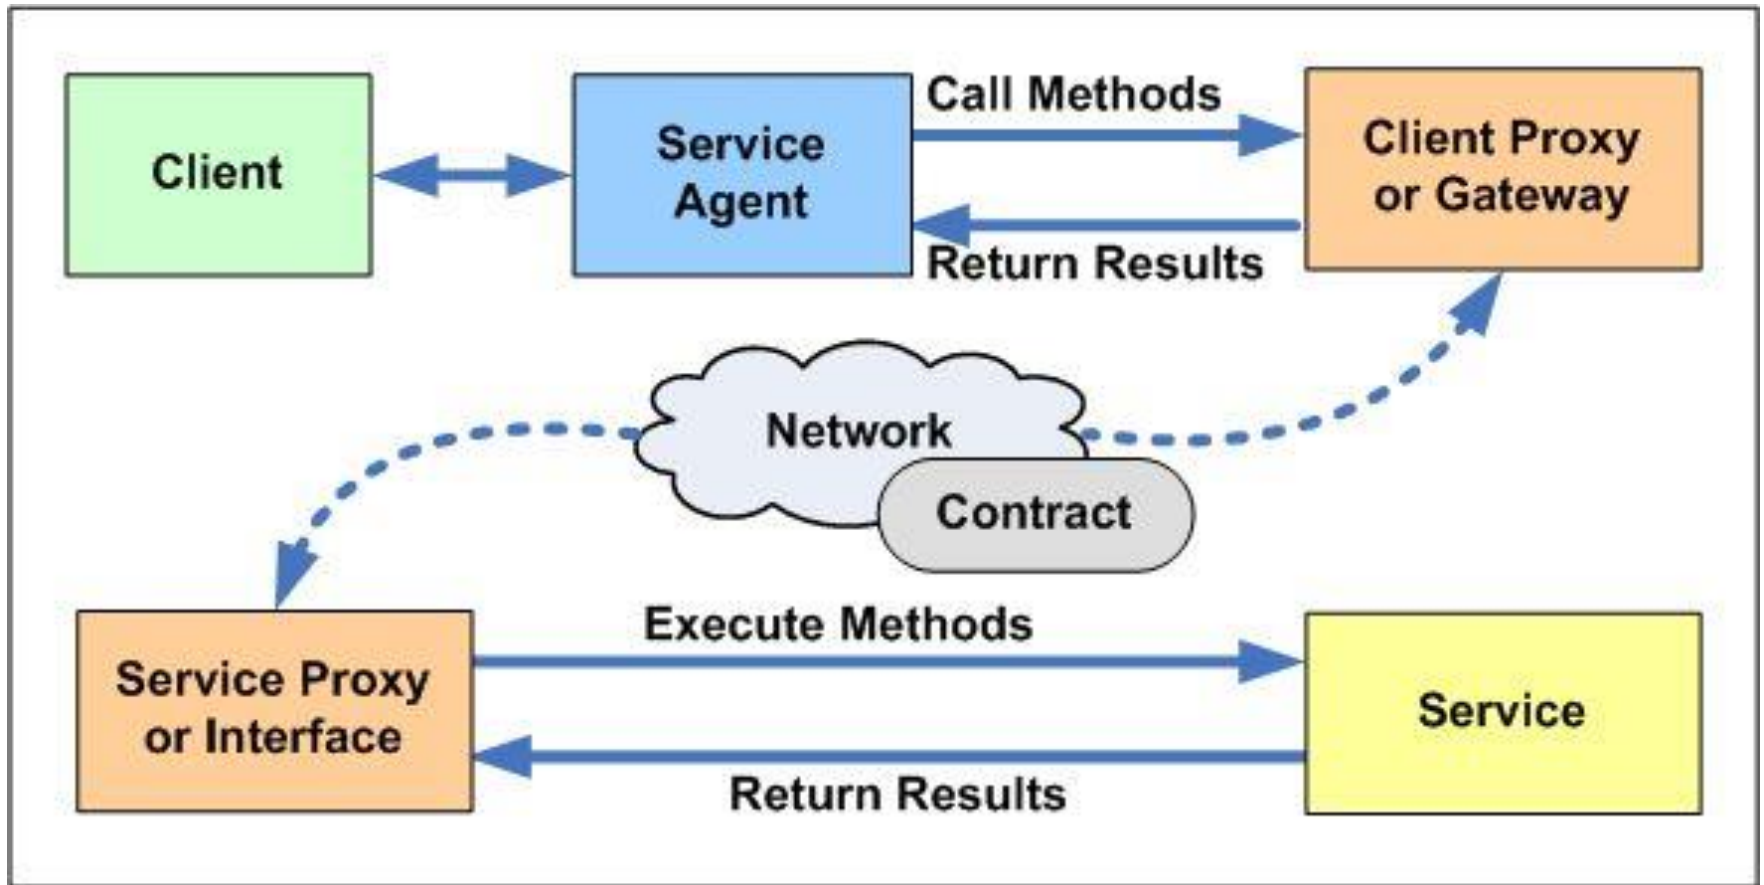 Client
Service
Agent
Call Methods
Return Results
Client Proxy
or Gateway
Network
Contract
Service Proxy
or Interface
Execute Methods
Return Results
Service